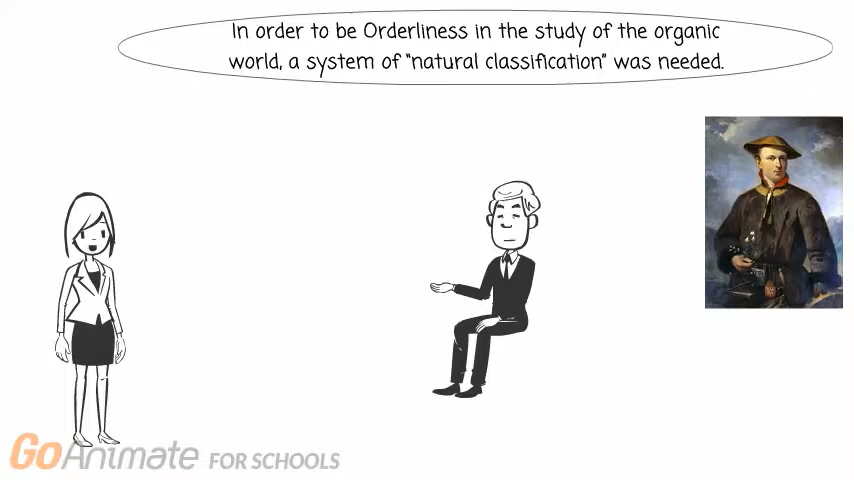 In order to be Orderliness in the study of the organic
world, a system of "natural classification" was needed.
GoAnimate FOR SCHOOLS